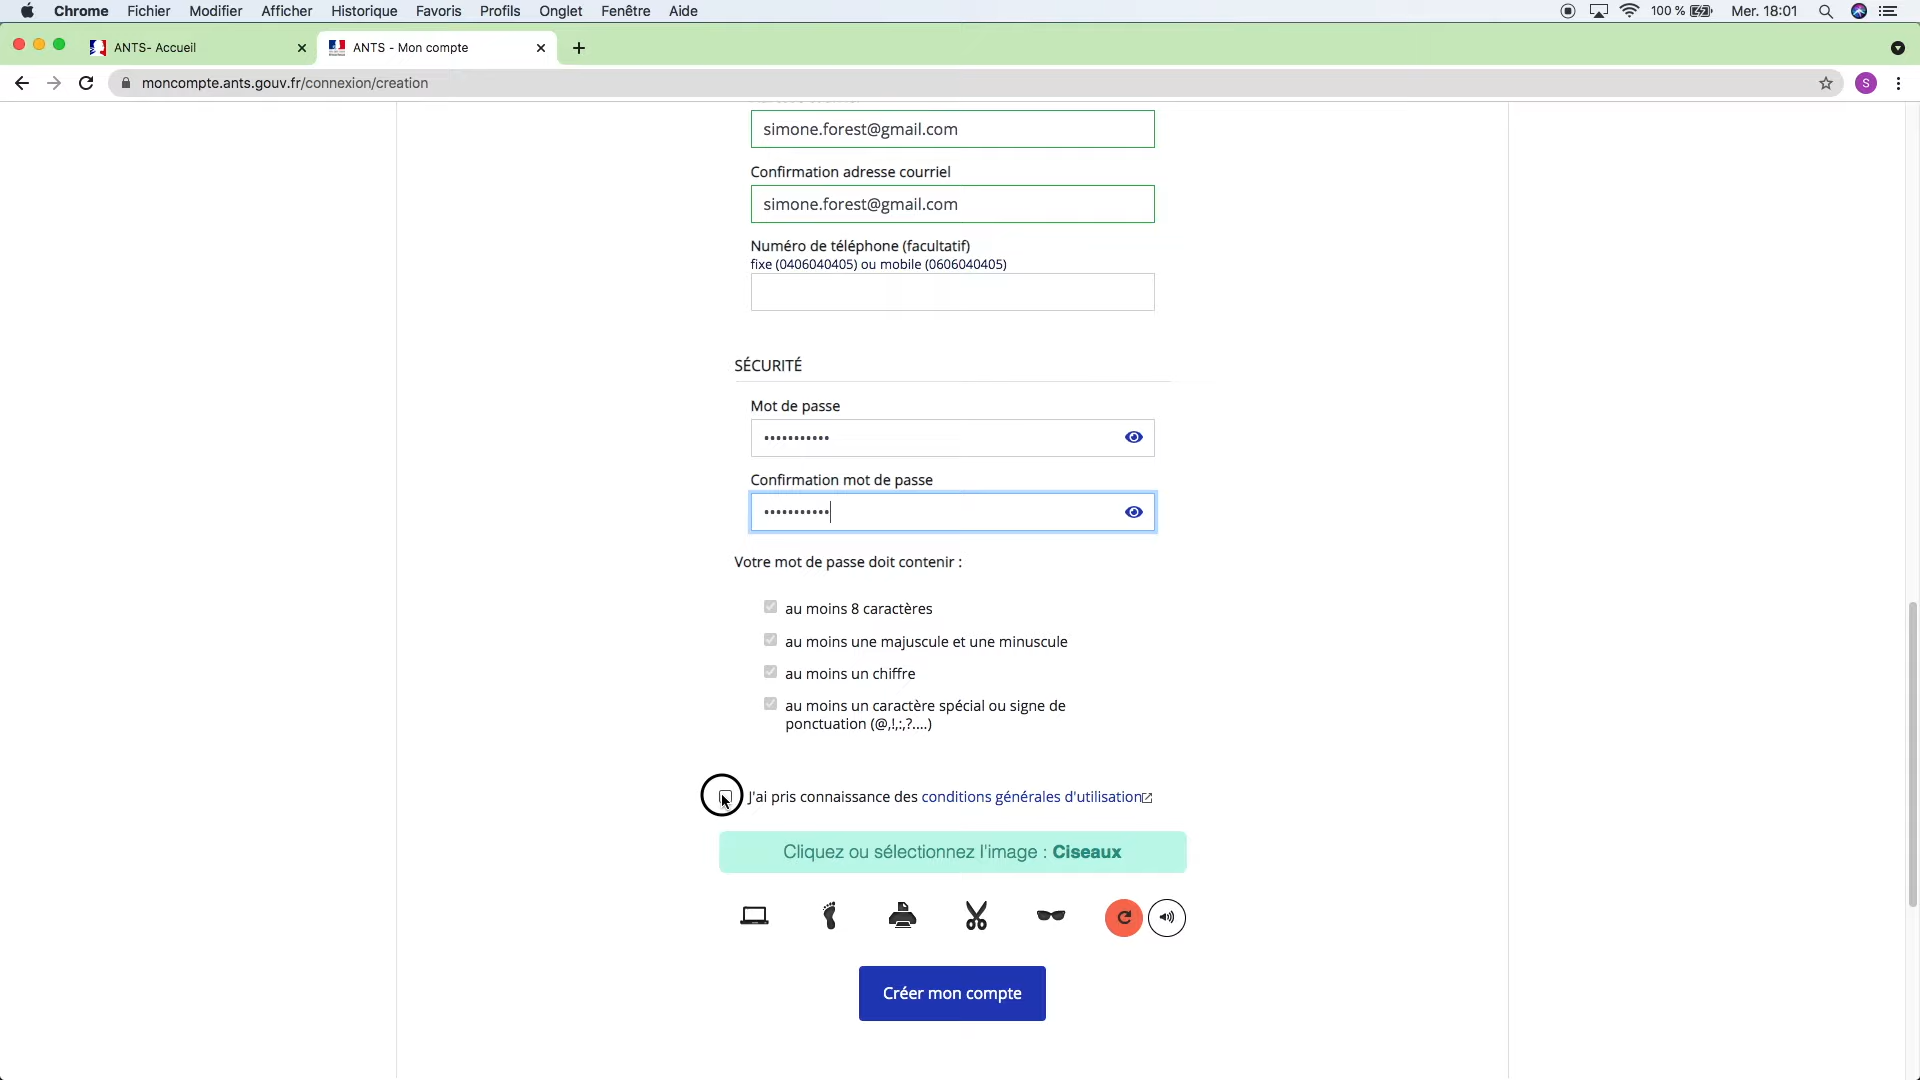 Chrome Fichier Modifier Afficher Historique Favoris Profils Onglet Fenêtre Aide 100 % Mer. 18:01
ANTS- Accueil ANTS - Mon compte
moncompte.ants.gouv.fr/connexion/creation S
simone.forest@gmail.com
Confirmation adresse courriel
simone.forest@gmail.com
Numéro de téléphone (facultatif)
fixe (0406040405) ou mobile (0606040405)
SÉCURITÉ
Mot de passe
•••••••••••
Confirmation mot de passe
•••••••••••
Votre mot de passe doit contenir :
au moins 8 caractères
au moins une majuscule et une minuscule
au moins un chiffre
au moins un caractère spécial ou signe de
ponctuation (@,!,:,?....)
J'ai pris connaissance des conditions générales d'utilisation
Cliquez ou sélectionnez l'image : Ciseaux
Créer mon compte